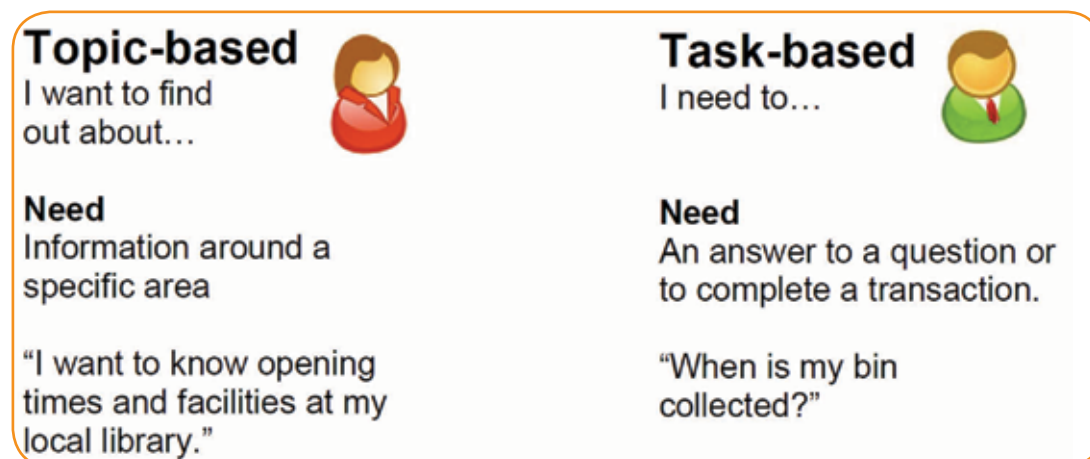 Topic-based
I want to find
out about…
Need
Information around a
specific area
“I want to know opening
times and facilities at my
local library.”
Task-based
I need to…
Need
An answer to a question or
to complete a transaction.
“When is my bin
collected?”